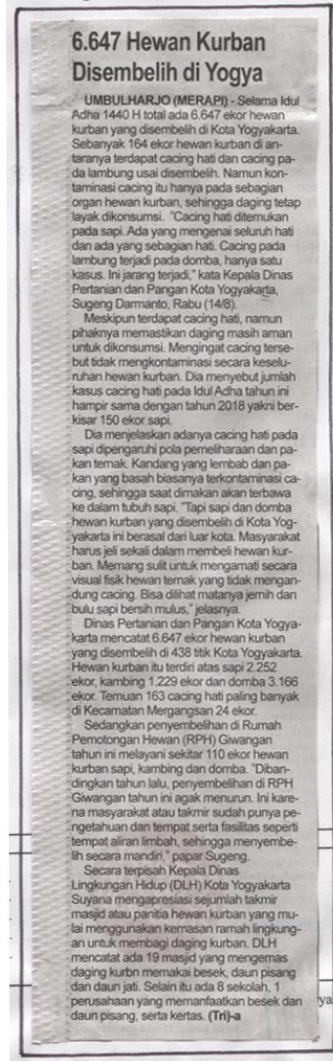 6.647 Hewan Kurban
Disembelih di Yogya
UMBULHARJO (MERAPI) - Selama Idul
Adha 1440 H total ada 6.647 ekor hewan
kurban yang disembelih di Kota Yogyakarta.
Sebanyak 164 ekor hewan kurban di an-
taranya terdapat cacing hati dan cacing pa-
da lambung usai disembelih. Namun kon-
taminasi cacing itu hanya pada sebagian
organ hewan kurban, sehingga daging tetap
layak dikonsumsi. "Cacing hati ditemukan
pada sapi. Ada yang mengenai seluruh hati
dan ada yang sebagian hati. Cacing pada
lambung terjadi pada domba, hanya satu
kasus. Ini jarang terjadi," kata Kepala Dinas
Pertanian dan Pangan Kota Yogyakarta,
Sugeng Darmanto, Rabu (14/8).
Meskipun terdapat cacing hati, namun
pihaknya memastikan daging masih aman
untuk dikonsumsi. Mengingat cacing terse-
but tidak mengkontaminasi secara keselu-
ruhan hewan kurban. Dia menyebut jumlah
kasus cacing hati pada Idul Adha tahun ini
hampir sama dengan tahun 2018 yakni ber-
kisar 150 ekor sapi.
Dia menjelaskan adanya cacing hati pada
sapi dipengaruhi pola pemeliharaan dan pa-
kan ternak. Kandang yang lembab dan pa-
kan yang basah biasanya terkontaminasi ca-
cing, sehingga saat dimakan akan terbawa
ke dalam tubuh sapi. "Tapi sapi dan domba
hewan kurban yang disembelih di Kota Yog-
yakarta ini berasal dari luar kota. Masyarakat
harus jeli sekali dalam membeli hewan kur-
ban. Memang sulit untuk mengamati secara
visual fisik hewan ternak yang tidak mengan-
dung cacing. Bisa dilihat matanya jernih dan
bulu sapi bersih mulus," jelasnya.
Dinas Pertanian dan Pangan Kota Yogya-
karta mencatat 6.647 ekor hewan kurban
yang disembelih di 438 titik Kota Yogyakarta.
Hewan kurban itu terdiri atas sapi 2.252
ekor, kambing 1.229 ekor dan domba 3.166
ekor. Temuan 163 cacing hati paling banyak
di Kecamatan Mergangsan 24 ekor.
Sedangkan penyembelihan di Rumah
Pemotongan Hewan (RPH) Giwangan
tahun ini melayani sekitar 110 ekor hewan
kurban sapi, kambing dan domba. "Diban-
dingkan tahun lalu, penyembelihan di RPH
Giwangan tahun ini agak menurun. Ini kare-
na masyarakat atau takmir sudah punya pe-
ngetahuan dan tempat serta fasilitas seperti
tempat aliran limbah, sehingga menyembe-
lih secara mandiri," papar Sugeng.
Secara terpisah Kepala Dinas
Lingkungan Hidup (DLH) Kota Yogyakarta
Suyana mengapresiasi sejumlah takmir
masjid atau panitia hewan kurban yang mu-
lai menggunakan kemasan ramah lingkung-
an untuk membagi daging kurban. DLH
mencatat ada 19 masjid yang mengemas
daging kurbn memakai besek, daun pisang
dan daun jati. Selain itu ada 8 sekolah, 1
perusahaan yang memanfaatkan besek dan
daun pisang, serta kertas. (Tri)-a